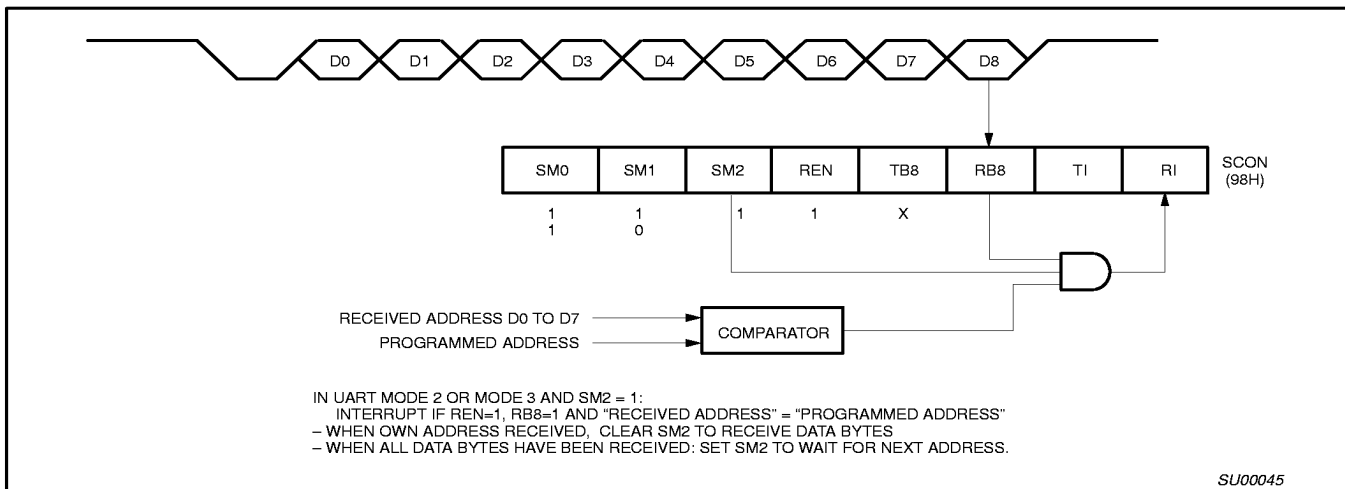 D0 D1 D2 D3 D4 D5 D6 D7 D8
SM0 SM1 SM2 REN TB8 RB8 TI RI
SCON
(98H)
1 1 1 1 X
1 0
RECEIVED ADDRESS D0 TO D7
PROGRAMMED ADDRESS
COMPARATOR
IN UART MODE 2 OR MODE 3 AND SM2 = 1:
INTERRUPT IF REN=1, RB8=1 AND “RECEIVED ADDRESS” = “PROGRAMMED ADDRESS”
– WHEN OWN ADDRESS RECEIVED, CLEAR SM2 TO RECEIVE DATA BYTES
– WHEN ALL DATA BYTES HAVE BEEN RECEIVED: SET SM2 TO WAIT FOR NEXT ADDRESS.
SU00045